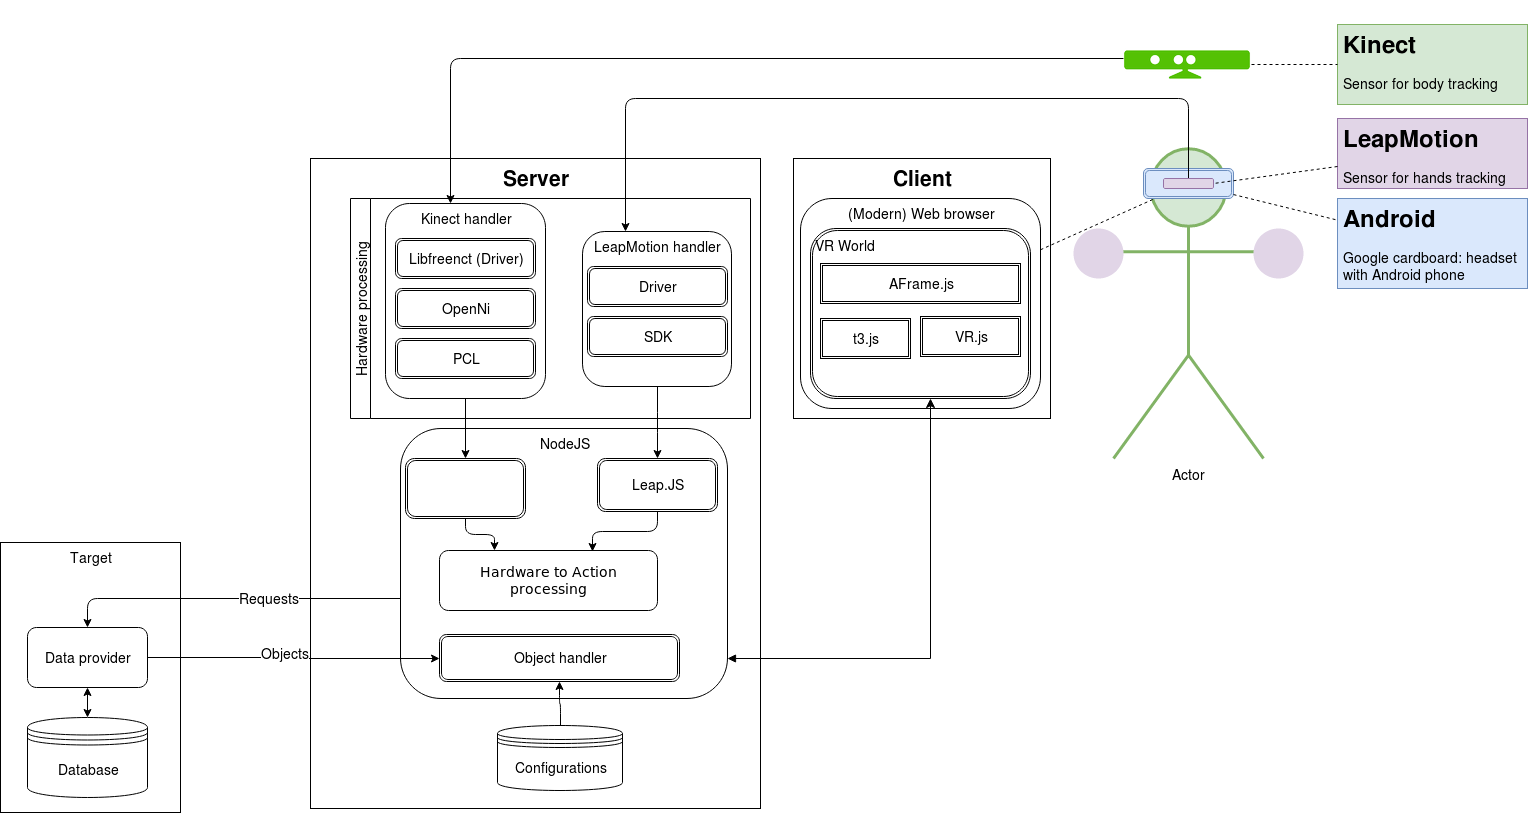 Kinect
Sensor for body tracking
LeapMotion
Sensor for hands tracking
Android
Google cardboard: headset
with Android phone
Actor
Server
Hardware processing
Kinect handler
Libfreenct (Driver)
OpenNi
PCL
LeapMotion handler
Driver
SDK
Client
(Modern) Web browser
VR World
AFrame.js
t3.js
VR.js
NodeJS
Leap.JS
Hardware to Action
processing
Object handler
Configurations
Target
Requests
Data provider
Objects
Database